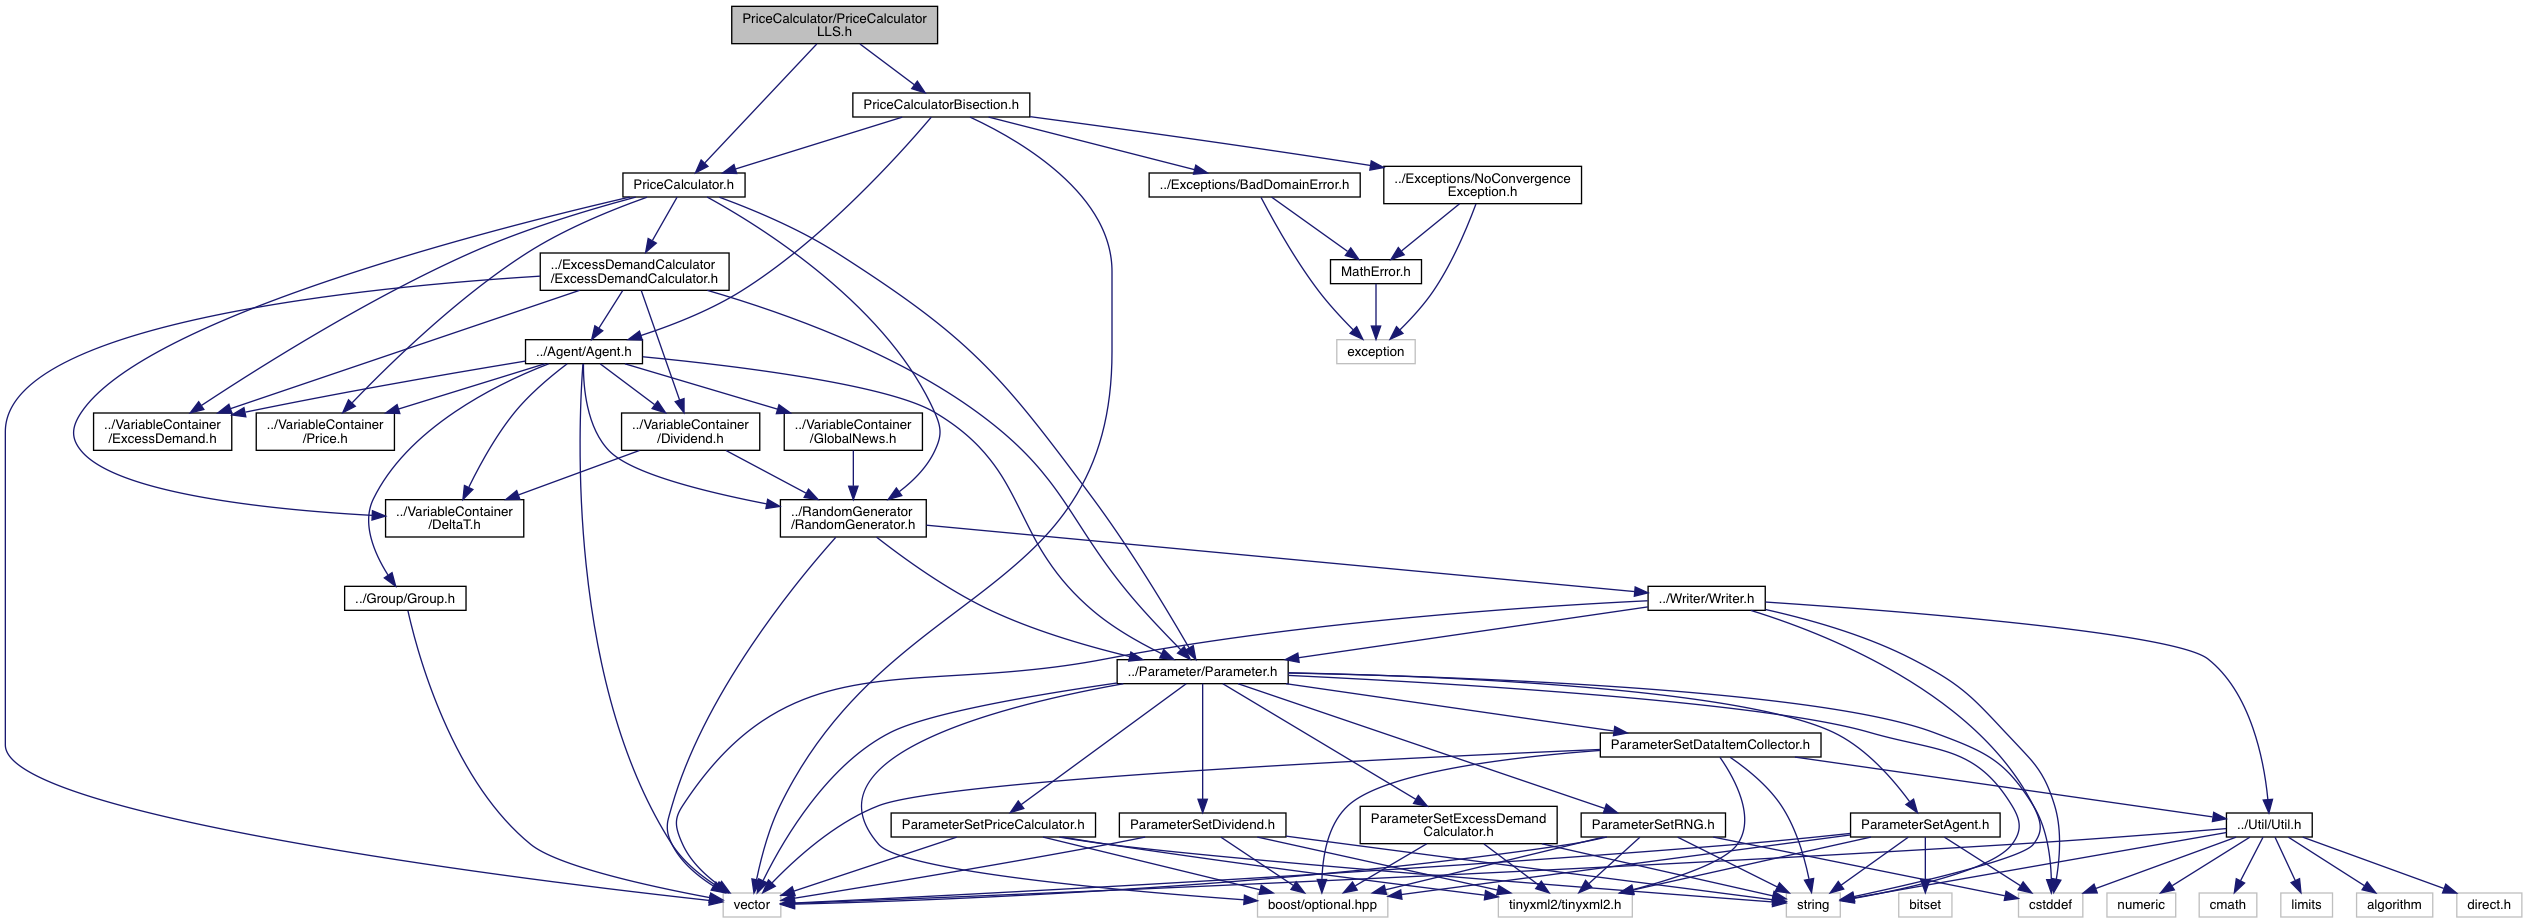 PriceCalculator/PriceCalculator
LLS.h
PriceCalculatorBisection.h
PriceCalculator.h
../Exceptions/BadDomainError.h
../Exceptions/NoConvergence
Exception.h
../ExcessDemandCalculator
/ExcessDemandCalculator.h
MathError.h
../Agent/Agent.h
exception
../VariableContainer
/ExcessDemand.h
../VariableContainer
/Price.h
../VariableContainer
/Dividend.h
../VariableContainer
/GlobalNews.h
../VariableContainer
/DeltaT.h
../RandomGenerator
/RandomGenerator.h
../Group/Group.h
../Writer/Writer.h
../Parameter/Parameter.h
ParameterSetDataItemCollector.h
ParameterSetPriceCalculator.h
ParameterSetDividend.h
ParameterSetExcessDemand
Calculator.h
ParameterSetRNG.h
ParameterSetAgent.h
../Util/Util.h
vector
boost/optional.hpp
tinyxml2/tinyxml2.h
string
bitset
cstddef
numeric
cmath
limits
algorithm
direct.h